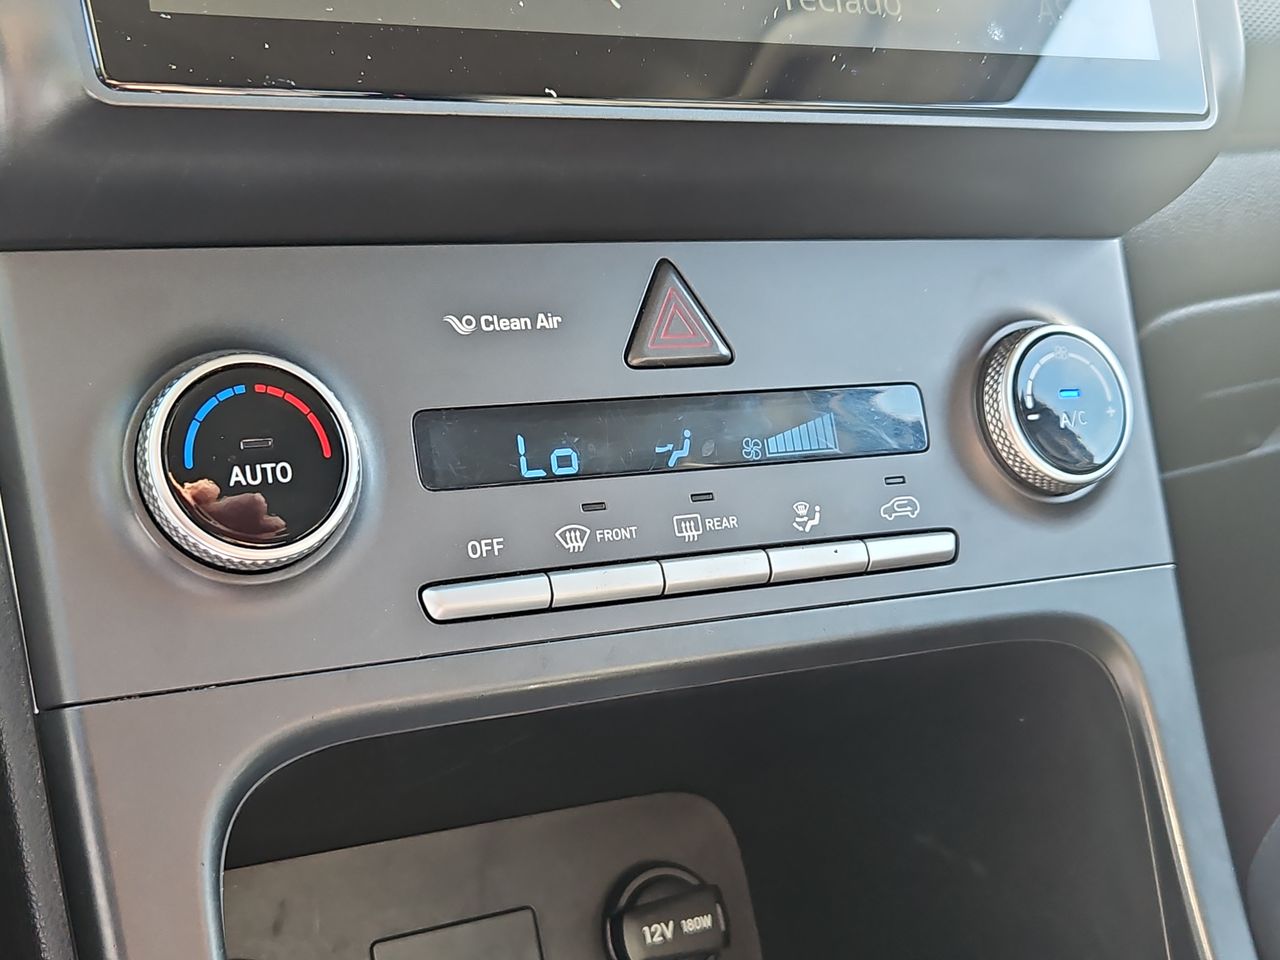 Teclado
Clean Air
AUTO
Lo
A/C
OFF
FRONT
REAR
12V 180W